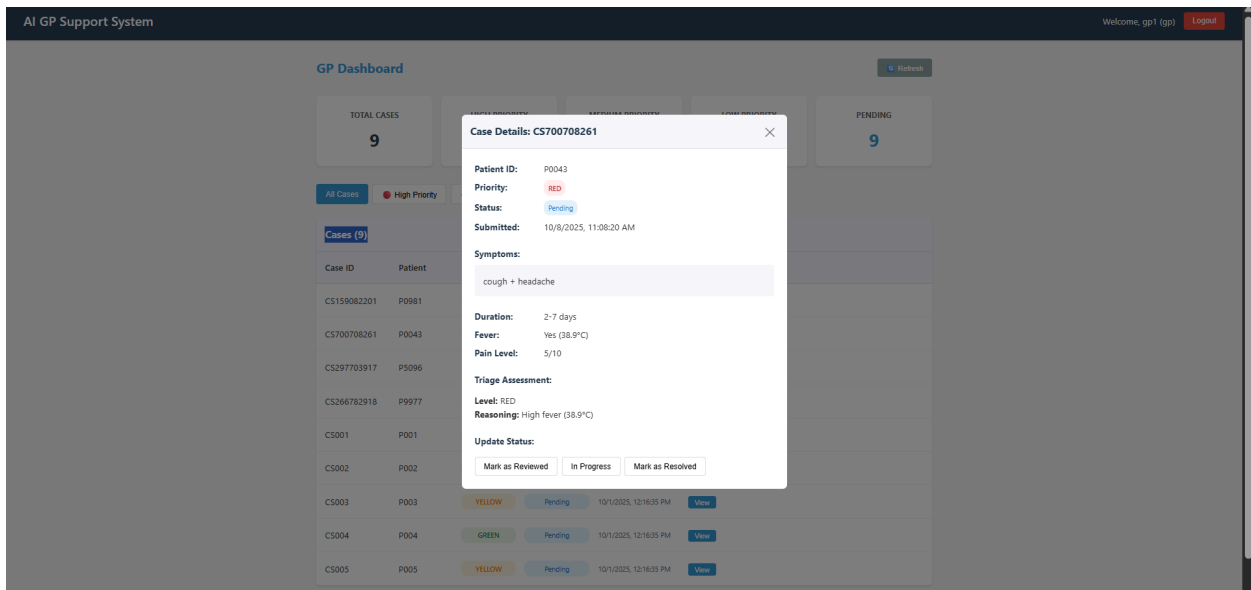 AI GP Support System
Welcome, gp1 (gp) Logout
GP Dashboard
Refresh
TOTAL CASES
9
HIGH PRIORITY MEDIUM PRIORITY LOW PRIORITY
PENDING
9
All Cases High Priority
Cases (9)
Case ID Patient
CS159082201 P0981
CS700708261 P0043
CS297703917 P5096
CS266782918 P9977
CS001 P001
CS002 P002
CS003 P003 YELLOW Pending 10/1/2025, 12:16:35 PM View
CS004 P004 GREEN Pending 10/1/2025, 12:16:35 PM View
CS005 P005 YELLOW Pending 10/1/2025, 12:16:35 PM View
Case Details: CS700708261
Patient ID: P0043
Priority: RED
Status: Pending
Submitted: 10/8/2025, 11:08:20 AM
Symptoms:
cough + headache
Duration: 2-7 days
Fever: Yes (38.9°C)
Pain Level: 5/10
Triage Assessment:
Level: RED
Reasoning: High fever (38.9°C)
Update Status:
Mark as Reviewed In Progress Mark as Resolved